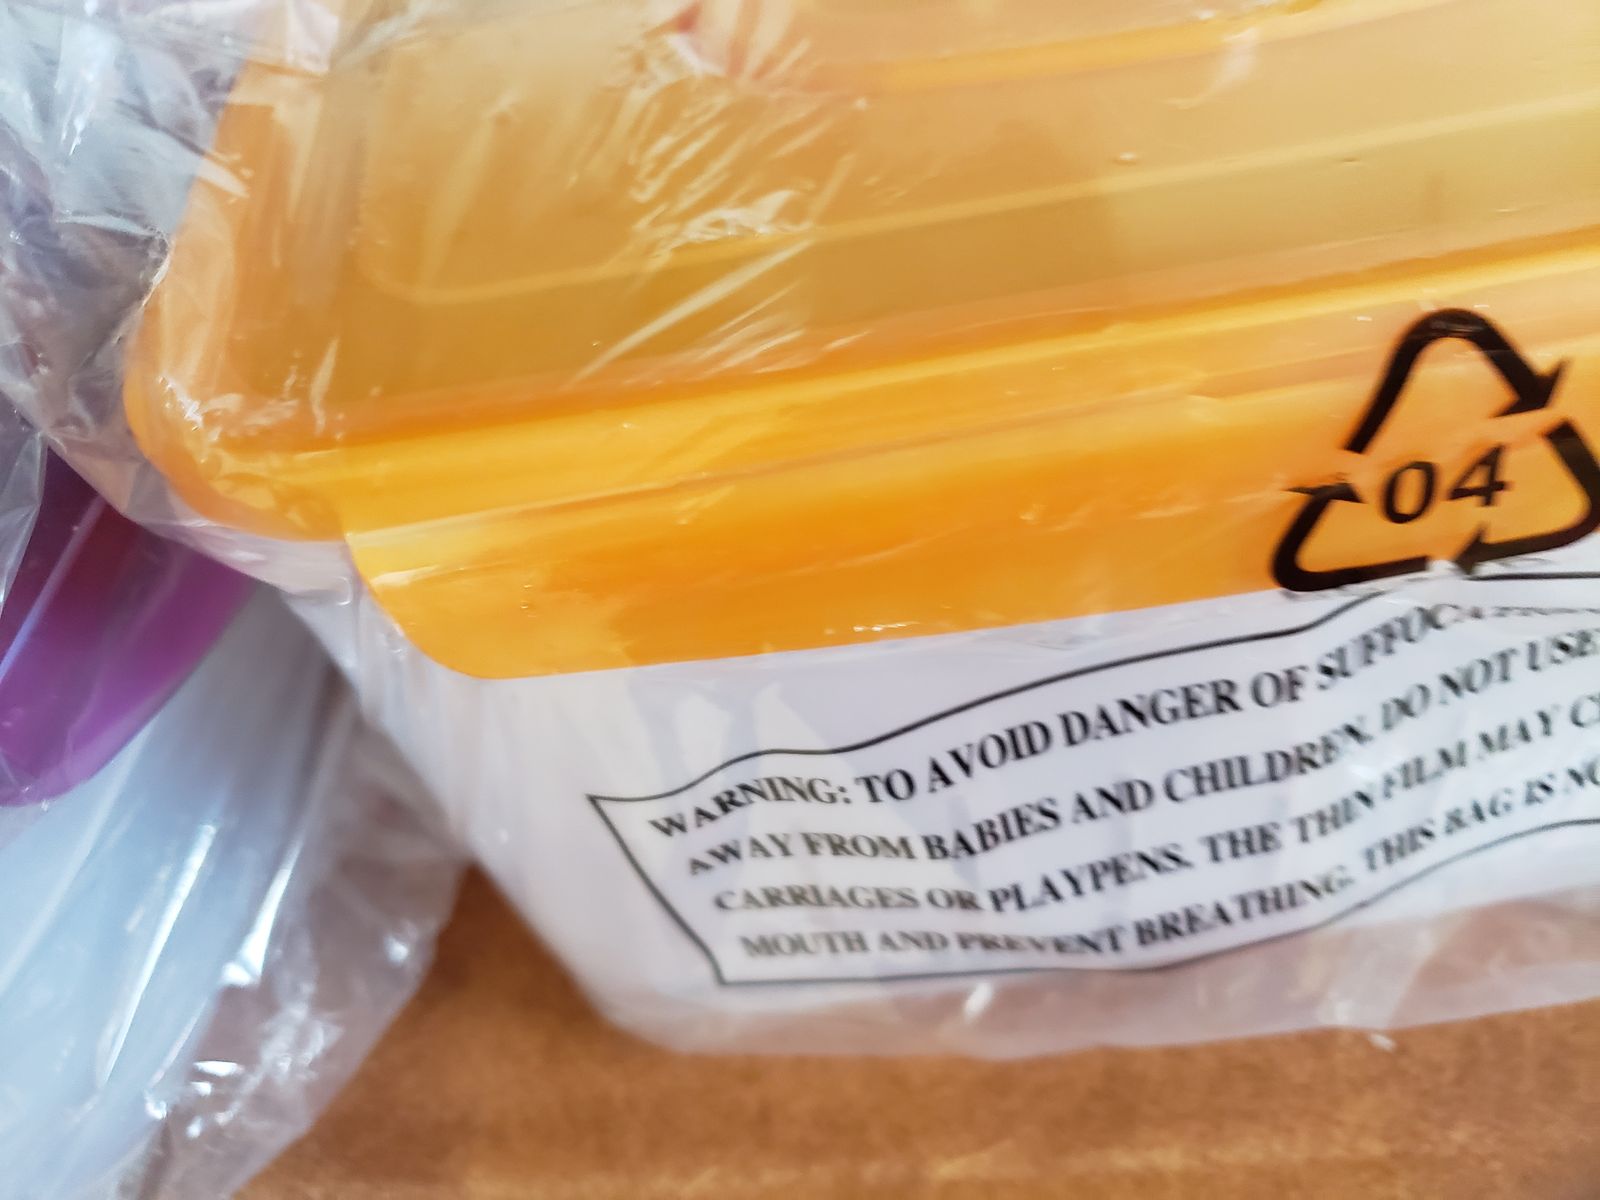 04
WARNING: TO AVOID DANGER OF SUFFOCATION
AWAY FROM BABIES AND CHILDREN. DO NOT USE
CARRIAGES OR PLAYPENS. THE THIN FILM MAY
MOUTH AND PREVENT BREATHING. THIS BAG IS